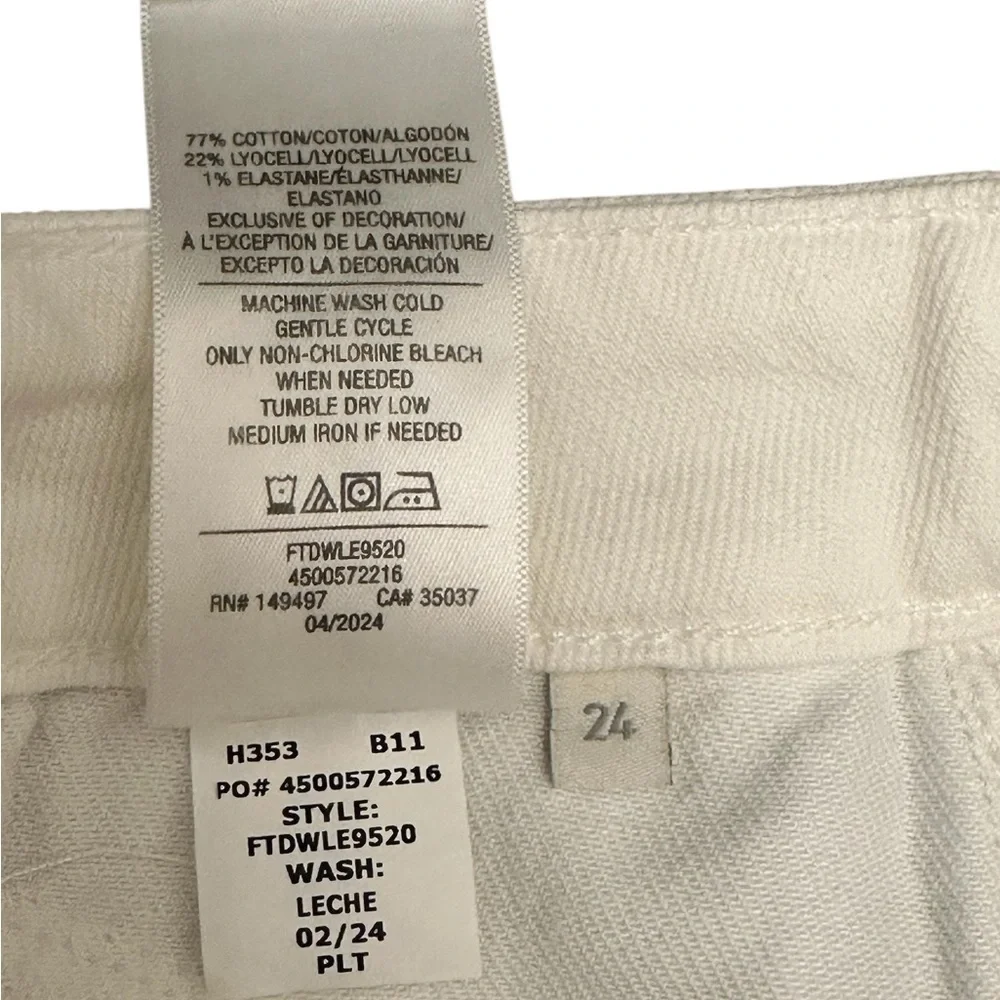 77% COTTON/COTON/ALGODÓN
22% LYOCELL/LYOCELL/LYOCELL
1% ELASTANE/ÉLASTHANNE/
ELASTANO
EXCLUSIVE OF DECORATION/
À L'EXCEPTION DE LA GARNITURE/
EXCEPTO LA DECORACIÓN
MACHINE WASH COLD
GENTLE CYCLE
ONLY NON-CHLORINE BLEACH
WHEN NEEDED
TUMBLE DRY LOW
MEDIUM IRON IF NEEDED
FTDWLE9520
4500572216
RN# 149497 CA# 35037
04/2024
24
H353 B11
PO# 4500572216
STYLE:
FTDWLE9520
WASH:
LECHE
02/24
PLT